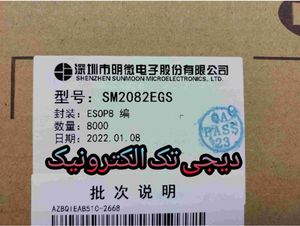 深圳市明微电子股份有限公司
SHENZHEN SUNMOON MICROELECTRONICS CO., LTD.
型号: SM2082EGS
封装: ESOP8 编
数量: 8000
日期: 2022.01.08
QA
PASS
23
دیجی تک الکترونیک
批次说明
AZBQ1EAB510-2668